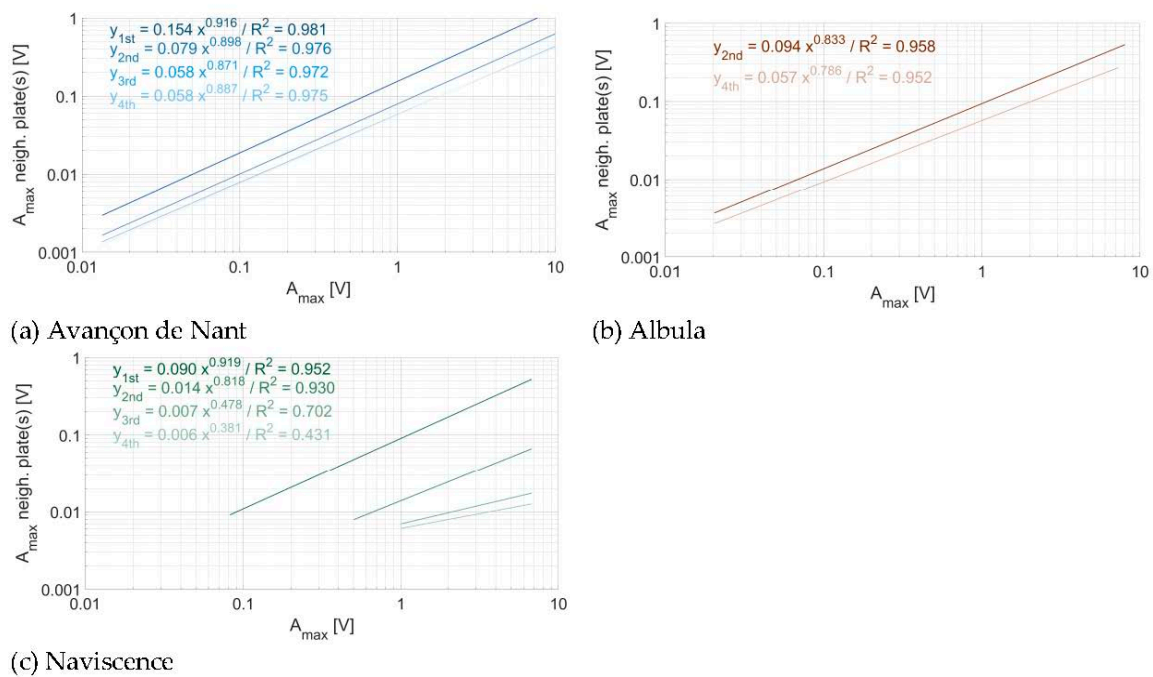 y1st = 0.154 x^0.916 / R^2 = 0.981
y2nd = 0.079 x^0.898 / R^2 = 0.976
y3rd = 0.058 x^0.871 / R^2 = 0.972
y4th = 0.058 x^0.887 / R^2 = 0.975
Amax neigh. plate(s) [V]
1
0.1
0.01
0.001
0.01 0.1 1 10
Amax [V]
(a) Avançon de Nant
y2nd = 0.094 x^0.833 / R^2 = 0.958
y4th = 0.057 x^0.786 / R^2 = 0.952
Amax neigh. plate(s) [V]
1
0.1
0.01
0.001
0.01 0.1 1 10
Amax [V]
(b) Albula
y1st = 0.090 x^0.919 / R^2 = 0.952
y2nd = 0.014 x^0.818 / R^2 = 0.930
y3rd = 0.007 x^0.478 / R^2 = 0.702
y4th = 0.006 x^0.381 / R^2 = 0.431
Amax neigh. plate(s) [V]
1
0.1
0.01
0.001
0.01 0.1 1 10
Amax [V]
(c) Naviscence